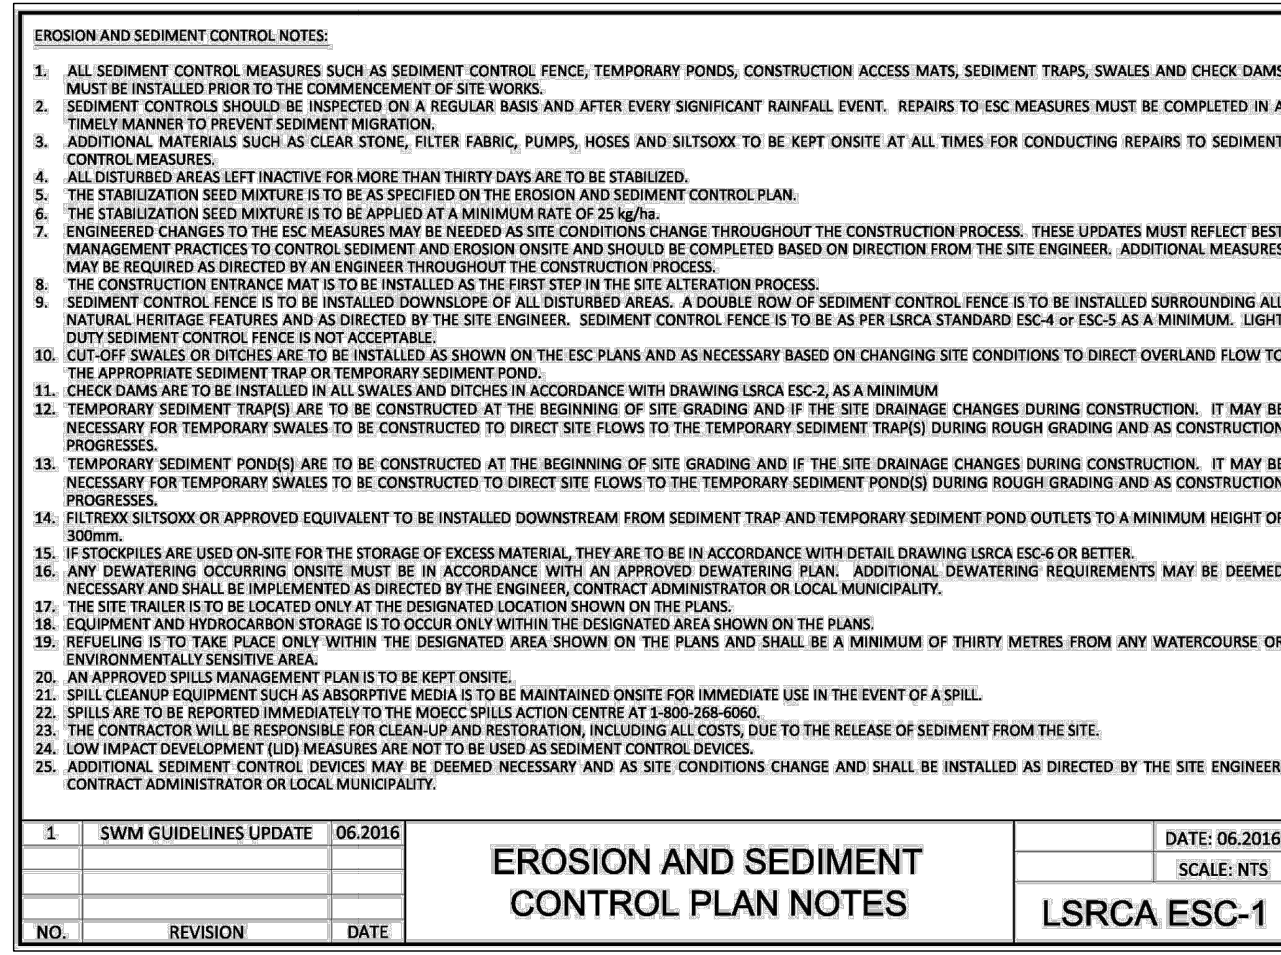 EROSION AND SEDIMENT CONTROL NOTES:
1. ALL SEDIMENT CONTROL MEASURES SUCH AS SEDIMENT CONTROL FENCE, TEMPORARY PONDS, CONSTRUCTION ACCESS MATS, SEDIMENT TRAPS, SWALES AND CHECK DAMS
MUST BE INSTALLED PRIOR TO THE COMMENCEMENT OF SITE WORKS.
2. SEDIMENT CONTROLS SHOULD BE INSPECTED ON A REGULAR BASIS AND AFTER EVERY SIGNIFICANT RAINFALL EVENT. REPAIRS TO ESC MEASURES MUST BE COMPLETED IN A
TIMELY MANNER TO PREVENT SEDIMENT MIGRATION.
3. ADDITIONAL MATERIALS SUCH AS CLEAR STONE, FILTER FABRIC, PUMPS, HOSES AND SILTSOXX TO BE KEPT ONSITE AT ALL TIMES FOR CONDUCTING REPAIRS TO SEDIMENT
CONTROL MEASURES.
4. ALL DISTURBED AREAS LEFT INACTIVE FOR MORE THAN THIRTY DAYS ARE TO BE STABILIZED.
5. THE STABILIZATION SEED MIXTURE IS TO BE AS SPECIFIED ON THE EROSION AND SEDIMENT CONTROL PLAN.
6. THE STABILIZATION SEED MIXTURE IS TO BE APPLIED AT A MINIMUM RATE OF 25 kg/ha.
7. ENGINEERED CHANGES TO THE ESC MEASURES MAY BE NEEDED AS SITE CONDITIONS CHANGE THROUGHOUT THE CONSTRUCTION PROCESS. THESE UPDATES MUST REFLECT BEST
MANAGEMENT PRACTICES TO CONTROL SEDIMENT AND EROSION ONSITE AND SHOULD BE COMPLETED BASED ON DIRECTION FROM THE SITE ENGINEER. ADDITIONAL MEASURES
MAY BE REQUIRED AS DIRECTED BY AN ENGINEER THROUGHOUT THE CONSTRUCTION PROCESS.
8. THE CONSTRUCTION ENTRANCE MAT IS TO BE INSTALLED AS THE FIRST STEP IN THE SITE ALTERATION PROCESS.
9. SEDIMENT CONTROL FENCE IS TO BE INSTALLED DOWNSLOPE OF ALL DISTURBED AREAS. A DOUBLE ROW OF SEDIMENT CONTROL FENCE IS TO BE INSTALLED SURROUNDING ALL
NATURAL HERITAGE FEATURES AND AS DIRECTED BY THE SITE ENGINEER. SEDIMENT CONTROL FENCE IS TO BE AS PER LSRCA STANDARD ESC-4 or ESC-5 AS A MINIMUM. LIGHT
DUTY SEDIMENT CONTROL FENCE IS NOT ACCEPTABLE.
10. CUT-OFF SWALES OR DITCHES ARE TO BE INSTALLED AS SHOWN ON THE ESC PLANS AND AS NECESSARY BASED ON CHANGING SITE CONDITIONS TO DIRECT OVERLAND FLOW TO
THE APPROPRIATE SEDIMENT TRAP OR TEMPORARY SEDIMENT POND.
11. CHECK DAMS ARE TO BE INSTALLED IN ALL SWALES AND DITCHES IN ACCORDANCE WITH DRAWING LSRCA ESC-2, AS A MINIMUM
12. TEMPORARY SEDIMENT TRAP(S) ARE TO BE CONSTRUCTED AT THE BEGINNING OF SITE GRADING AND IF THE SITE DRAINAGE CHANGES DURING CONSTRUCTION. IT MAY BE
NECESSARY FOR TEMPORARY SWALES TO BE CONSTRUCTED TO DIRECT SITE FLOWS TO THE TEMPORARY SEDIMENT TRAP(S) DURING ROUGH GRADING AND AS CONSTRUCTION
PROGRESSES.
13. TEMPORARY SEDIMENT POND(S) ARE TO BE CONSTRUCTED AT THE BEGINNING OF SITE GRADING AND IF THE SITE DRAINAGE CHANGES DURING CONSTRUCTION. IT MAY BE
NECESSARY FOR TEMPORARY SWALES TO BE CONSTRUCTED TO DIRECT SITE FLOWS TO THE TEMPORARY SEDIMENT POND(S) DURING ROUGH GRADING AND AS CONSTRUCTION
PROGRESSES.
14. FILTREXX SILTSOXX OR APPROVED EQUIVALENT TO BE INSTALLED DOWNSTREAM FROM SEDIMENT TRAP AND TEMPORARY SEDIMENT POND OUTLETS TO A MINIMUM HEIGHT OF
300mm.
15. IF STOCKPILES ARE USED ON-SITE FOR THE STORAGE OF EXCESS MATERIAL, THEY ARE TO BE IN ACCORDANCE WITH DETAIL DRAWING LSRCA ESC-6 OR BETTER.
16. ANY DEWATERING OCCURRING ONSITE MUST BE IN ACCORDANCE WITH AN APPROVED DEWATERING PLAN. ADDITIONAL DEWATERING REQUIREMENTS MAY BE DEEMED
NECESSARY AND SHALL BE IMPLEMENTED AS DIRECTED BY THE ENGINEER, CONTRACT ADMINISTRATOR OR LOCAL MUNICIPALITY.
17. THE SITE TRAILER IS TO BE LOCATED ONLY AT THE DESIGNATED LOCATION SHOWN ON THE PLANS.
18. EQUIPMENT AND HYDROCARBON STORAGE IS TO OCCUR ONLY WITHIN THE DESIGNATED AREA SHOWN ON THE PLANS.
19. REFUELING IS TO TAKE PLACE ONLY WITHIN THE DESIGNATED AREA SHOWN ON THE PLANS AND SHALL BE A MINIMUM OF THIRTY METRES FROM ANY WATERCOURSE OR
ENVIRONMENTALLY SENSITIVE AREA.
20. AN APPROVED SPILLS MANAGEMENT PLAN IS TO BE KEPT ONSITE.
21. SPILL CLEANUP EQUIPMENT SUCH AS ABSORPTIVE MEDIA IS TO BE MAINTAINED ONSITE FOR IMMEDIATE USE IN THE EVENT OF A SPILL.
22. SPILLS ARE TO BE REPORTED IMMEDIATELY TO THE MOECC SPILLS ACTION CENTRE AT 1-800-268-6060.
23. THE CONTRACTOR WILL BE RESPONSIBLE FOR CLEAN-UP AND RESTORATION, INCLUDING ALL COSTS, DUE TO THE RELEASE OF SEDIMENT FROM THE SITE.
24. LOW IMPACT DEVELOPMENT (LID) MEASURES ARE NOT TO BE USED AS SEDIMENT CONTROL DEVICES.
25. ADDITIONAL SEDIMENT CONTROL DEVICES MAY BE DEEMED NECESSARY AND AS SITE CONDITIONS CHANGE AND SHALL BE INSTALLED AS DIRECTED BY THE SITE ENGINEER
CONTRACT ADMINISTRATOR OR LOCAL MUNICIPALITY.
1 SWM GUIDELINES UPDATE 06.2016
NO. REVISION DATE
EROSION AND SEDIMENT
CONTROL PLAN NOTES
DATE: 06.2016
SCALE: NTS
LSRCA ESC-1